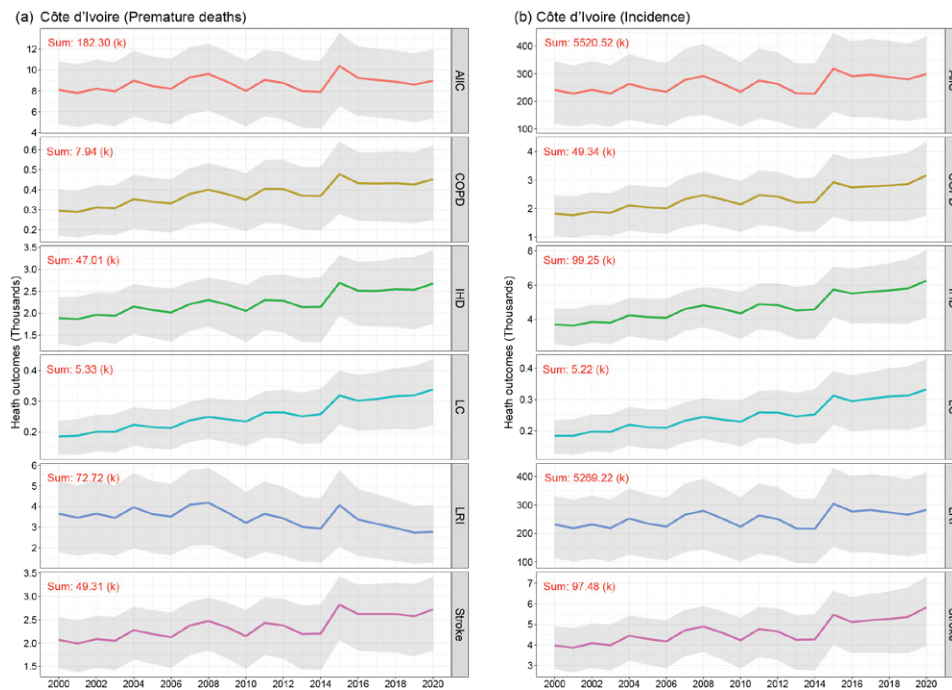 (a) Côte d'Ivoire (Premature deaths)
Sum: 182.30 (k)
12
10
8
6
4
AllC
Sum: 7.94 (k)
0.6
0.5
0.4
0.3
0.2
COPD
Sum: 47.01 (k)
3.5
3.0
2.5
2.0
1.5
IHD
Heath outcomes (Thousands)
Sum: 5.33 (k)
0.4
0.3
0.2
LC
Sum: 72.72 (k)
6
5
4
3
2
LRI
Sum: 49.31 (k)
3.5
3.0
2.5
2.0
1.5
Stroke
2000 2002 2004 2006 2008 2010 2012 2014 2016 2018 2020
(b) Côte d'Ivoire (Incidence)
Sum: 5520.52 (k)
400
300
200
100
Sum: 49.34 (k)
4
3
2
1
Sum: 99.25 (k)
8
6
4
Heath outcomes (Thousands)
Sum: 5.22 (k)
0.4
0.3
0.2
Sum: 5269.22 (k)
400
300
200
100
Sum: 97.48 (k)
7
6
5
4
3
Stroke
2000 2002 2004 2006 2008 2010 2012 2014 2016 2018 2020